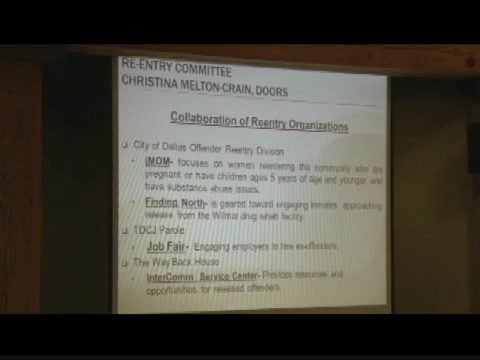 RE-ENTRY COMMITTEE
CHRISTINA MELTON-CRAIN, DOORS
Collaboration of Reentry Organizations
❑ City of Dallas Offender Reentry Division
- iMOM- focuses on women reentering the community who are
pregnant or have children ages 5 years of age and younger, and
have substance abuse issues.
- Finding North- is geared toward engaging inmates approaching
release from the Wilmer drug rehab facility.
❑ TDCJ Parole
- Job Fair- Engaging employers to hire ex-offenders.
❑ The Way Back House
- InterComm. Service Center- Provides resources and
opportunities for released offenders.